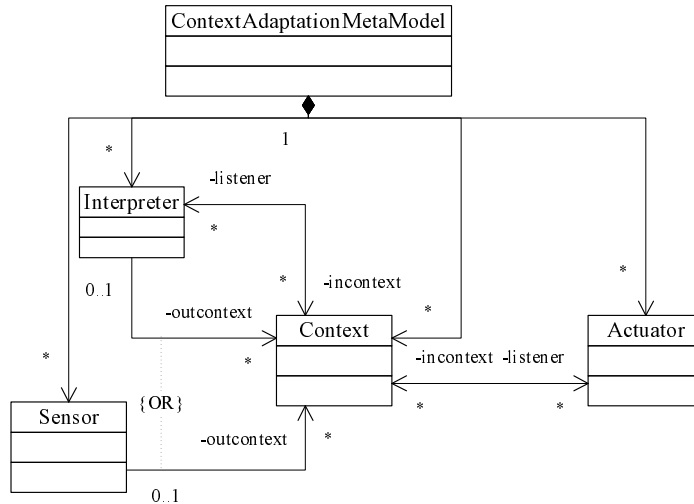 ContextAdaptationMetaModel
1
*
-listener
Interpreter
*
*
0..1
*
-incontext
*
-outcontext
Context
Actuator
*
*
-incontext -listener
{OR}
*
*
Sensor
-outcontext
*
0..1